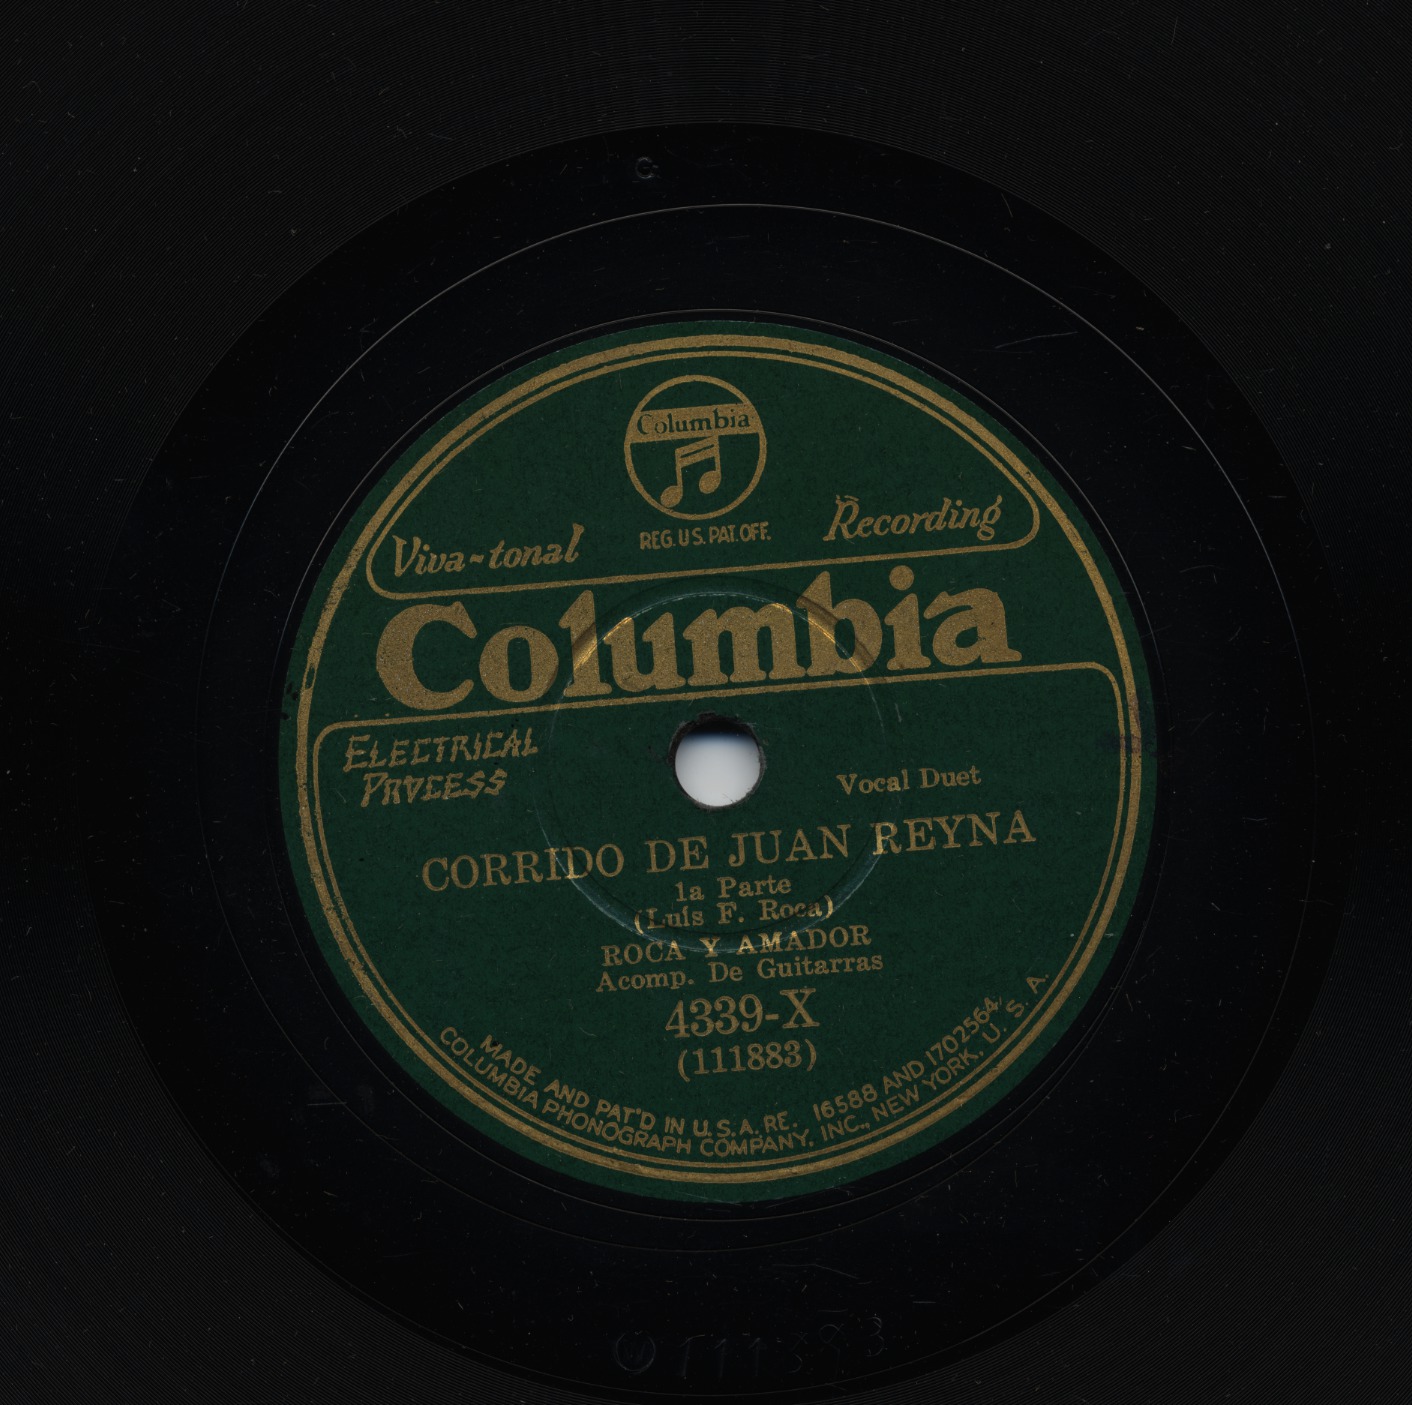 C
Columbia
REG. U.S. PAT. OFF.
Viva-tonal Recording
Columbia
ELECTRICAL
PROCESS
Vocal Duet
CORRIDO DE JUAN REYNA
1a Parte
(Luís F. Roca)
ROCA Y AMADOR
Acomp. De Guitarras
4339-X
(111883)
MADE AND PAT'D IN U.S.A. RE. 16588 AND 1702564
COLUMBIA PHONOGRAPH COMPANY, INC., NEW YORK, U. S. A.
W 111883